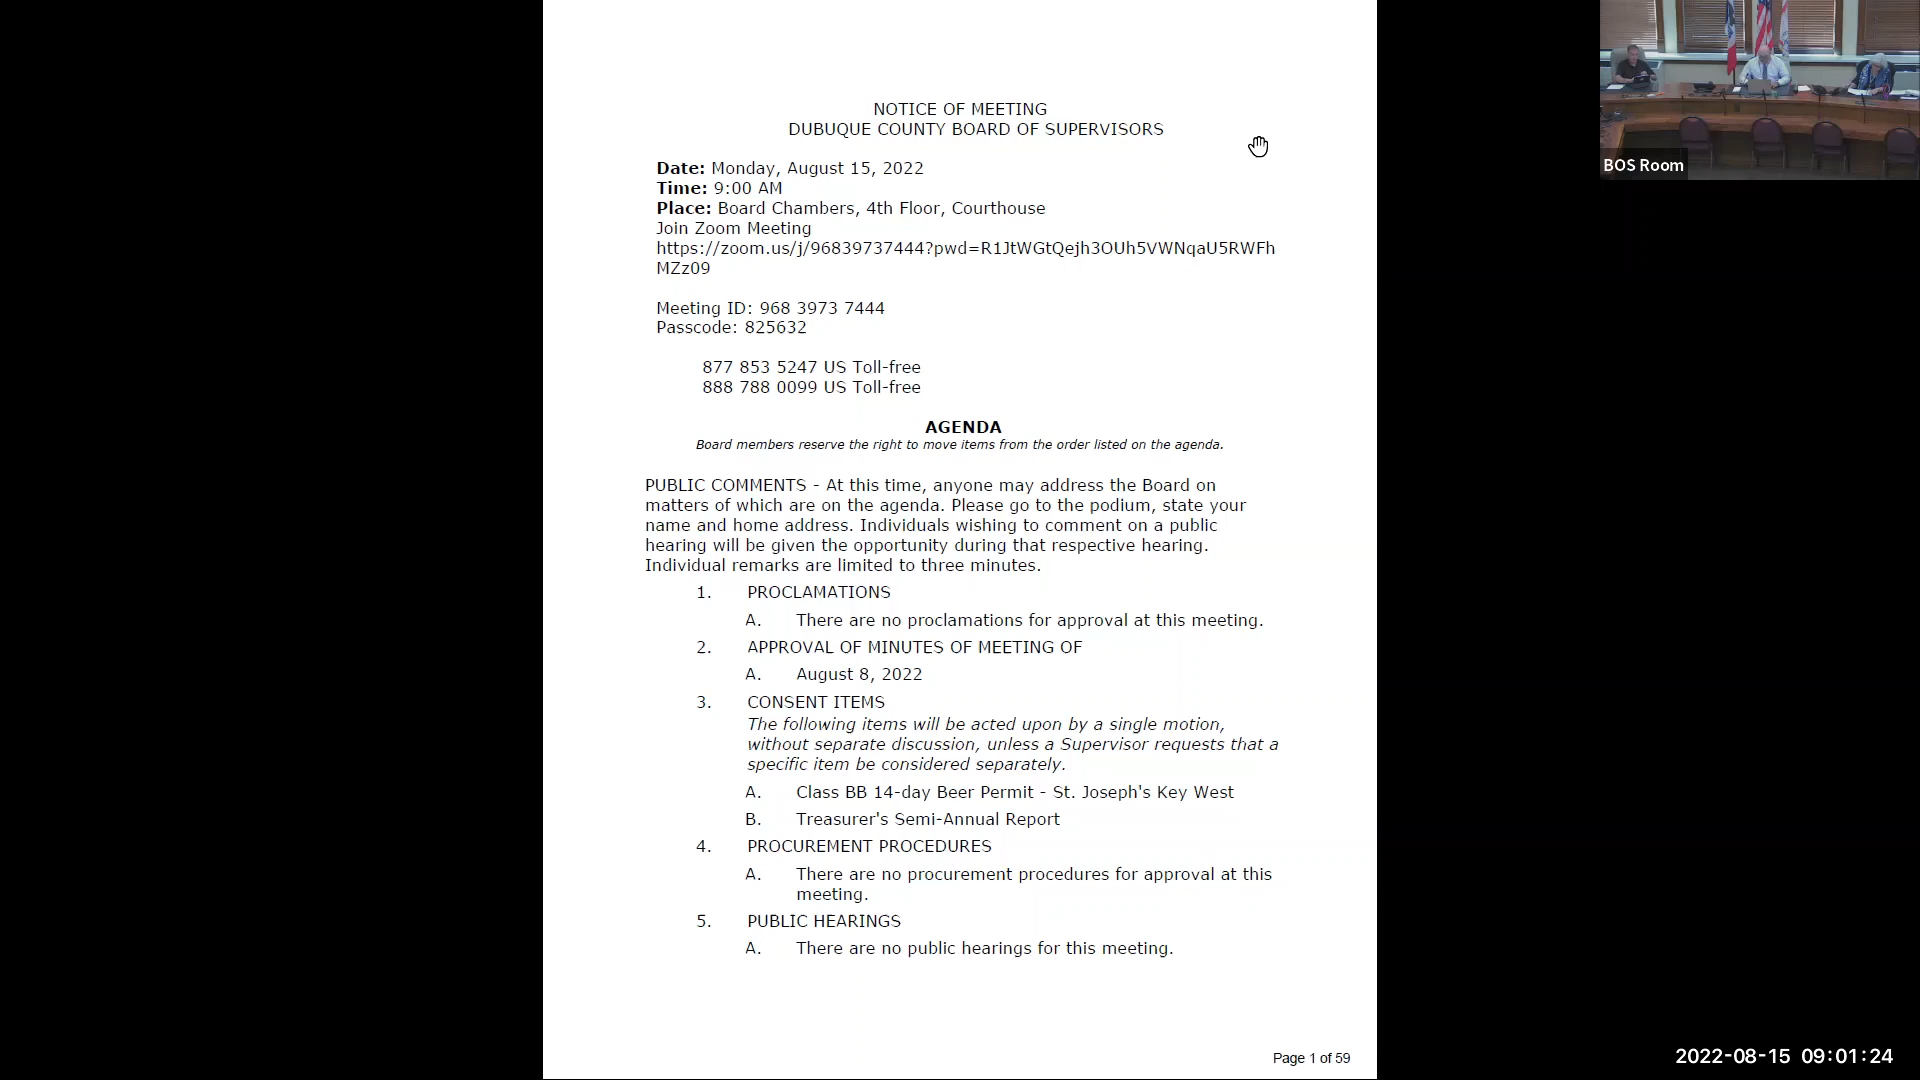 NOTICE OF MEETING
DUBUQUE COUNTY BOARD OF SUPERVISORS
Date: Monday, August 15, 2022
Time: 9:00 AM
Place: Board Chambers, 4th Floor, Courthouse
Join Zoom Meeting
https://zoom.us/j/96839737444?pwd=R1JtWGtQejh3OUh5VWNqaU5RWFh
MZz09
Meeting ID: 968 3973 7444
Passcode: 825632
877 853 5247 US Toll-free
888 788 0099 US Toll-free
AGENDA
Board members reserve the right to move items from the order listed on the agenda.
PUBLIC COMMENTS - At this time, anyone may address the Board on
matters of which are on the agenda. Please go to the podium, state your
name and home address. Individuals wishing to comment on a public
hearing will be given the opportunity during that respective hearing.
Individual remarks are limited to three minutes.
1. PROCLAMATIONS
A. There are no proclamations for approval at this meeting.
2. APPROVAL OF MINUTES OF MEETING OF
A. August 8, 2022
3. CONSENT ITEMS
The following items will be acted upon by a single motion,
without separate discussion, unless a Supervisor requests that a
specific item be considered separately.
A. Class BB 14-day Beer Permit - St. Joseph's Key West
B. Treasurer's Semi-Annual Report
4. PROCUREMENT PROCEDURES
A. There are no procurement procedures for approval at this
meeting.
5. PUBLIC HEARINGS
A. There are no public hearings for this meeting.
Page 1 of 59
BOS Room
2022-08-15 09:01:24